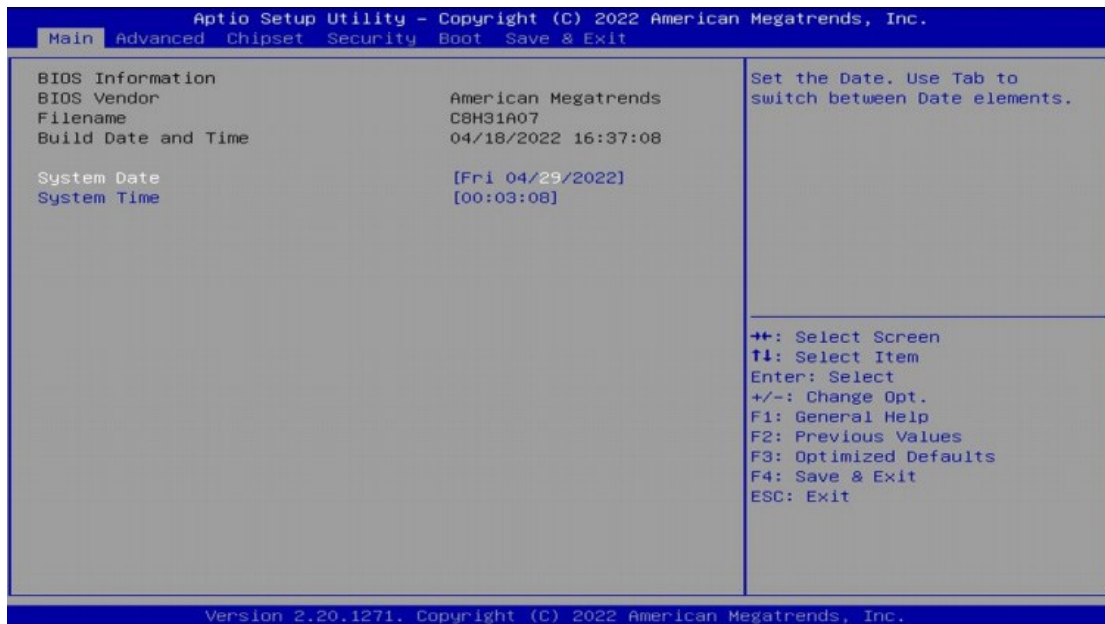 Aptio Setup Utility – Copyright (C) 2022 American Megatrends, Inc.
Main Advanced Chipset Security Boot Save & Exit
BIOS Information
BIOS Vendor American Megatrends
Filename C8H31A07
Build Date and Time 04/18/2022 16:37:08
System Date [Fri 04/29/2022]
System Time [00:03:08]
Set the Date. Use Tab to
switch between Date elements.
→←: Select Screen
↑↓: Select Item
Enter: Select
+/-: Change Opt.
F1: General Help
F2: Previous Values
F3: Optimized Defaults
F4: Save & Exit
ESC: Exit
Version 2.20.1271. Copyright (C) 2022 American Megatrends, Inc.